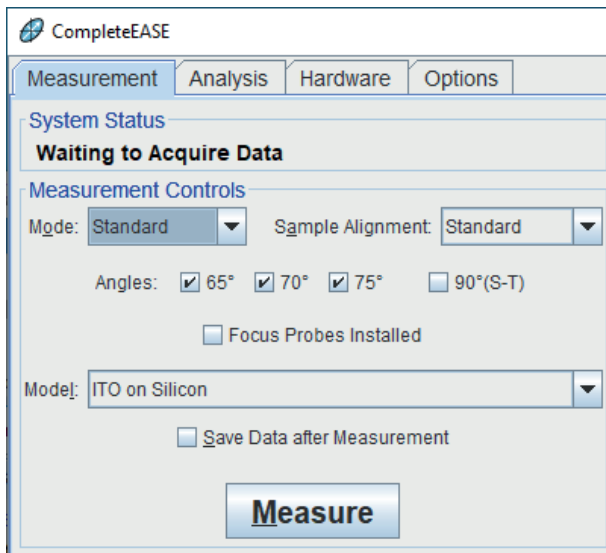 CompleteEASE
Measurement Analysis Hardware Options
System Status
Waiting to Acquire Data
Measurement Controls
Mode: Standard Sample Alignment: Standard
Angles: 65° 70° 75° 90°(S-T)
Focus Probes Installed
Model: ITO on Silicon
Save Data after Measurement
Measure